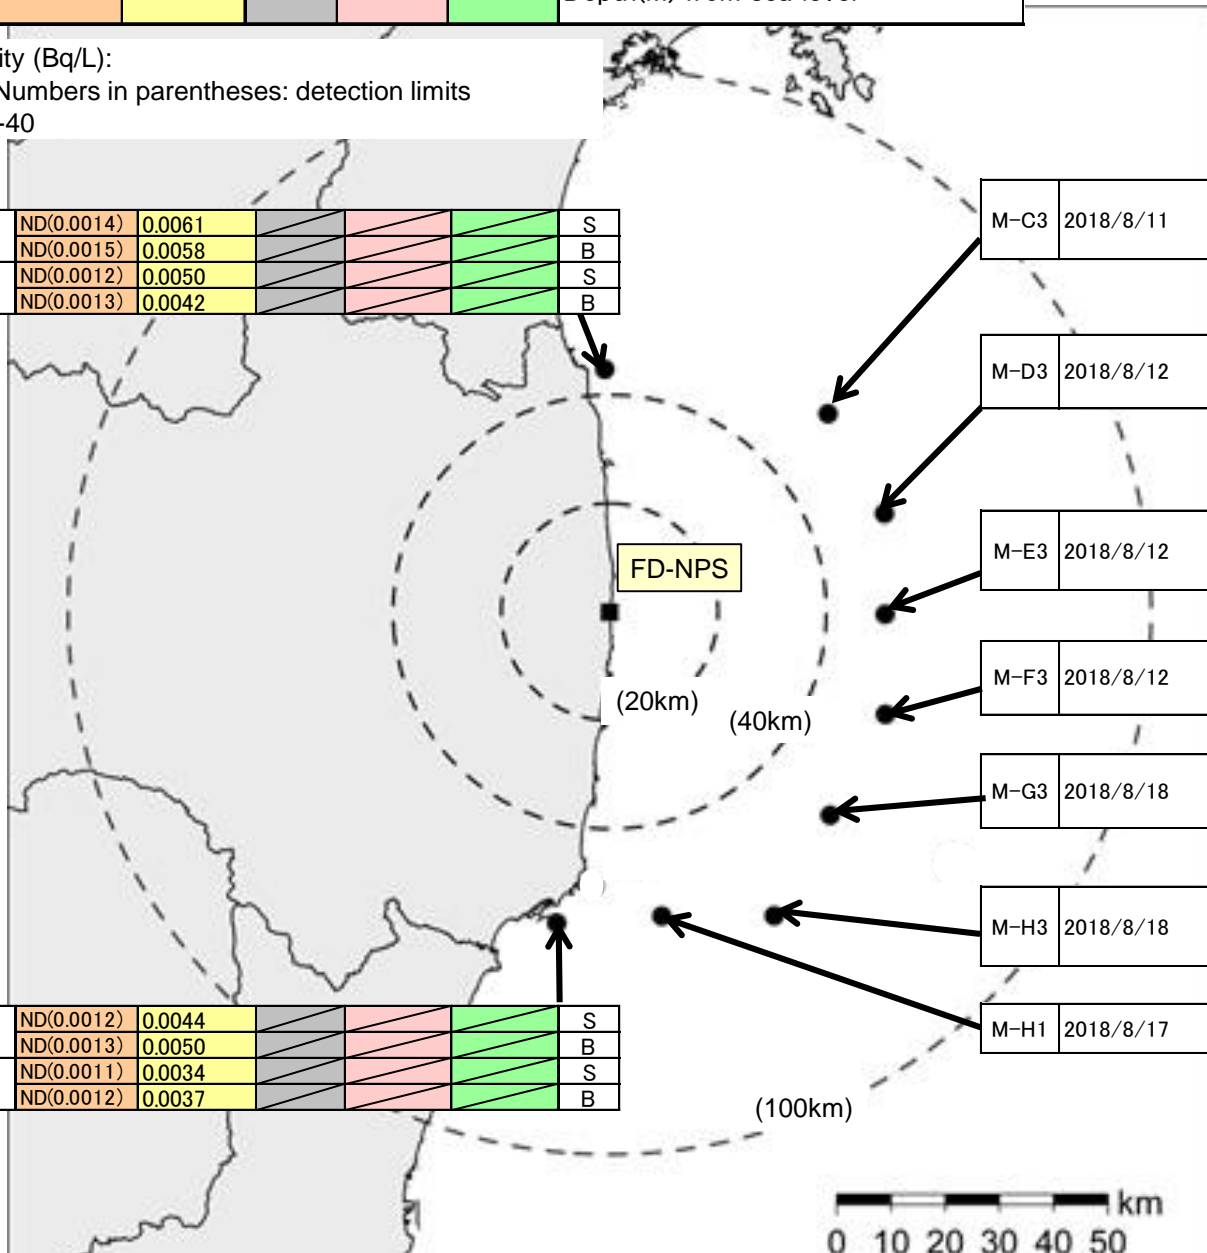 ity (Bq/L):
Numbers in parentheses: detection limits
-40
ND(0.0014) 0.0061 S
ND(0.0015) 0.0058 B
ND(0.0012) 0.0050 S
ND(0.0013) 0.0042 B
M-C3 2018/8/11
M-D3 2018/8/12
M-E3 2018/8/12
FD-NPS
M-F3 2018/8/12
(20km)
(40km)
M-G3 2018/8/18
M-H3 2018/8/18
M-H1 2018/8/17
ND(0.0012) 0.0044 S
ND(0.0013) 0.0050 B
ND(0.0011) 0.0034 S
ND(0.0012) 0.0037 B
(100km)
km
0 10 20 30 40 50